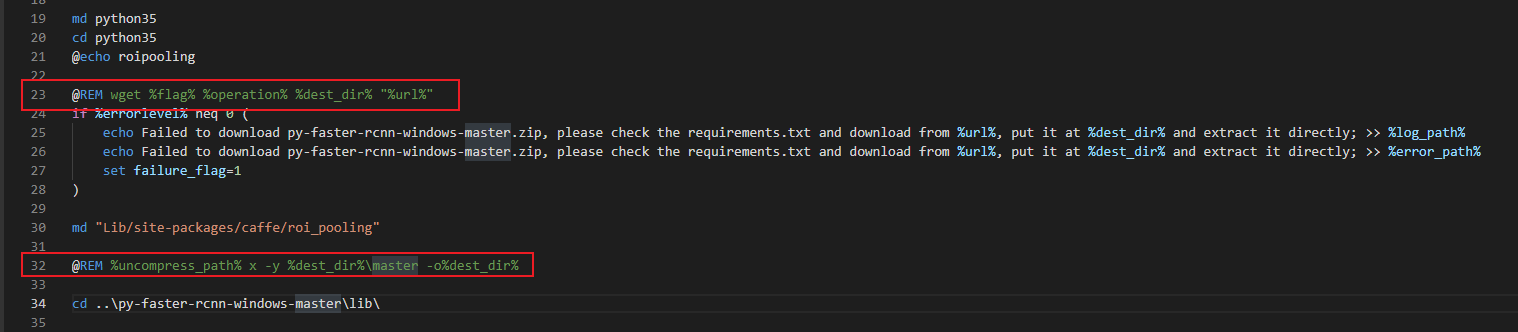 18
19 md python35
20 cd python35
21 @echo roipooling
22
23 @REM wget %flag% %operation% %dest_dir% "%url%"
24 if %errorlevel% neq 0 (
25 echo Failed to download py-faster-rcnn-windows-master.zip, please check the requirements.txt and download from %url%, put it at %dest_dir% and extract it directly; >> %log_path%
26 echo Failed to download py-faster-rcnn-windows-master.zip, please check the requirements.txt and download from %url%, put it at %dest_dir% and extract it directly; >> %error_path%
27 set failure_flag=1
28 )
29
30 md "Lib/site-packages/caffe/roi_pooling"
31
32 @REM %uncompress_path% x -y %dest_dir%\master -o%dest_dir%
33
34 cd ..\py-faster-rcnn-windows-master\lib\
35